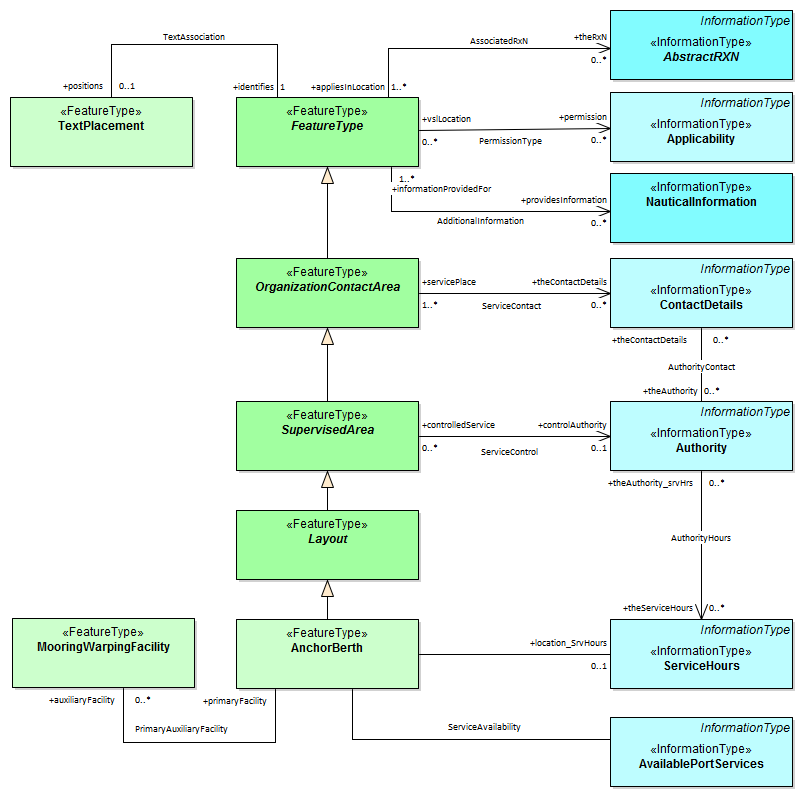 InformationType
TextAssociation
AssociatedRxN
+theRxN
«InformationType»
AbstractRXN
0..*
+positions
0..1
+identifies
1
+appliesInLocation
1..*
InformationType
«FeatureType»
TextPlacement
«FeatureType»
FeatureType
+vslLocation
+permission
«InformationType»
Applicability
0..*
PermissionType
0..*
1..*
+informationProvidedFor
«InformationType»
NauticalInformation
+providesInformation
AdditionalInformation
0..*
InformationType
«FeatureType»
OrganizationContactArea
+servicePlace
+theContactDetails
«InformationType»
ContactDetails
1..*
ServiceContact
0..*
+theContactDetails
0..*
AuthorityContact
+theAuthority
0..*
InformationType
«FeatureType»
SupervisedArea
+controlledService
+controlAuthority
«InformationType»
Authority
0..*
ServiceControl
0..1
+theAuthority_srvHrs
0..*
«FeatureType»
Layout
AuthorityHours
+theServiceHours
0..*
InformationType
«FeatureType»
MooringWarpingFacility
«FeatureType»
AnchorBerth
+location_SrvHours
«InformationType»
ServiceHours
0..1
+auxiliaryFacility
0..*
+primaryFacility
PrimaryAuxiliaryFacility
ServiceAvailability
InformationType
«InformationType»
AvailablePortServices